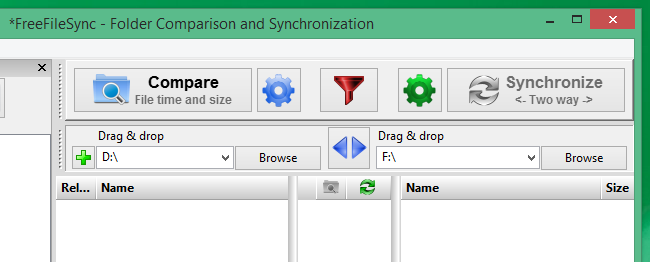 *FreeFileSync - Folder Comparison and Synchronization
Compare
File time and size
Synchronize
<- Two way ->
Drag & drop
D:\
Browse
Drag & drop
F:\
Browse
Rel... Name
Name Size